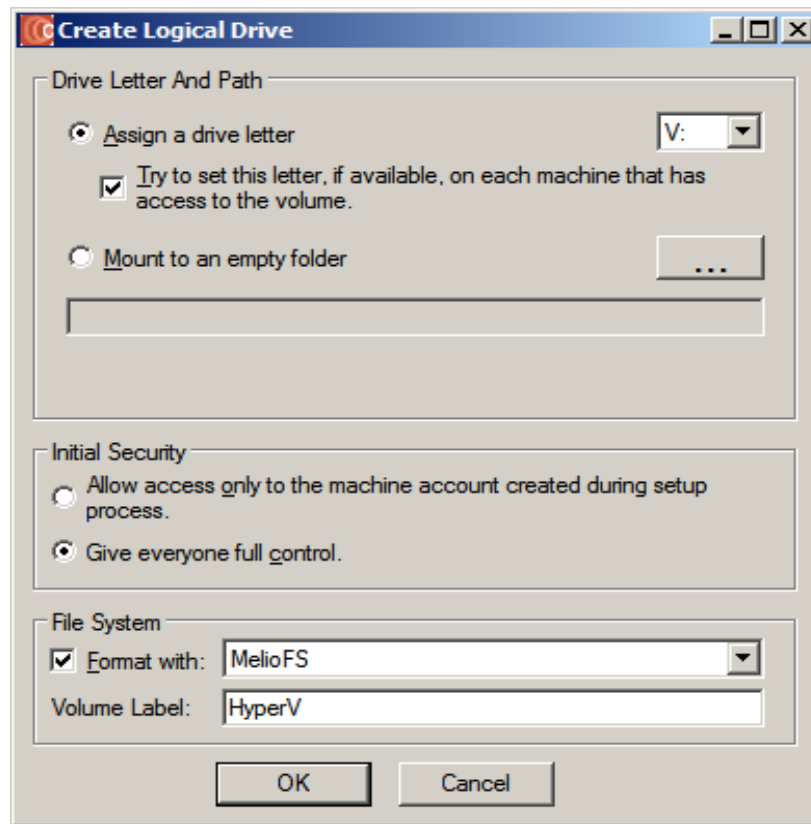 Create Logical Drive
Drive Letter And Path
Assign a drive letter
V:
Try to set this letter, if available, on each machine that has
access to the volume.
Mount to an empty folder
...
Initial Security
Allow access only to the machine account created during setup
process.
Give everyone full control.
File System
Format with:
MelioFS
Volume Label:
HyperV
OK
Cancel